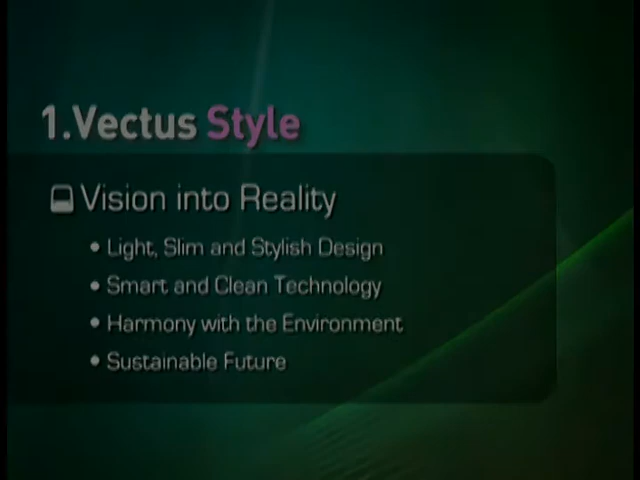 1.Vectus Style
Vision into Reality
• Light, Slim and Stylish Design
• Smart and Clean Technology
• Harmony with the Environment
• Sustainable Future